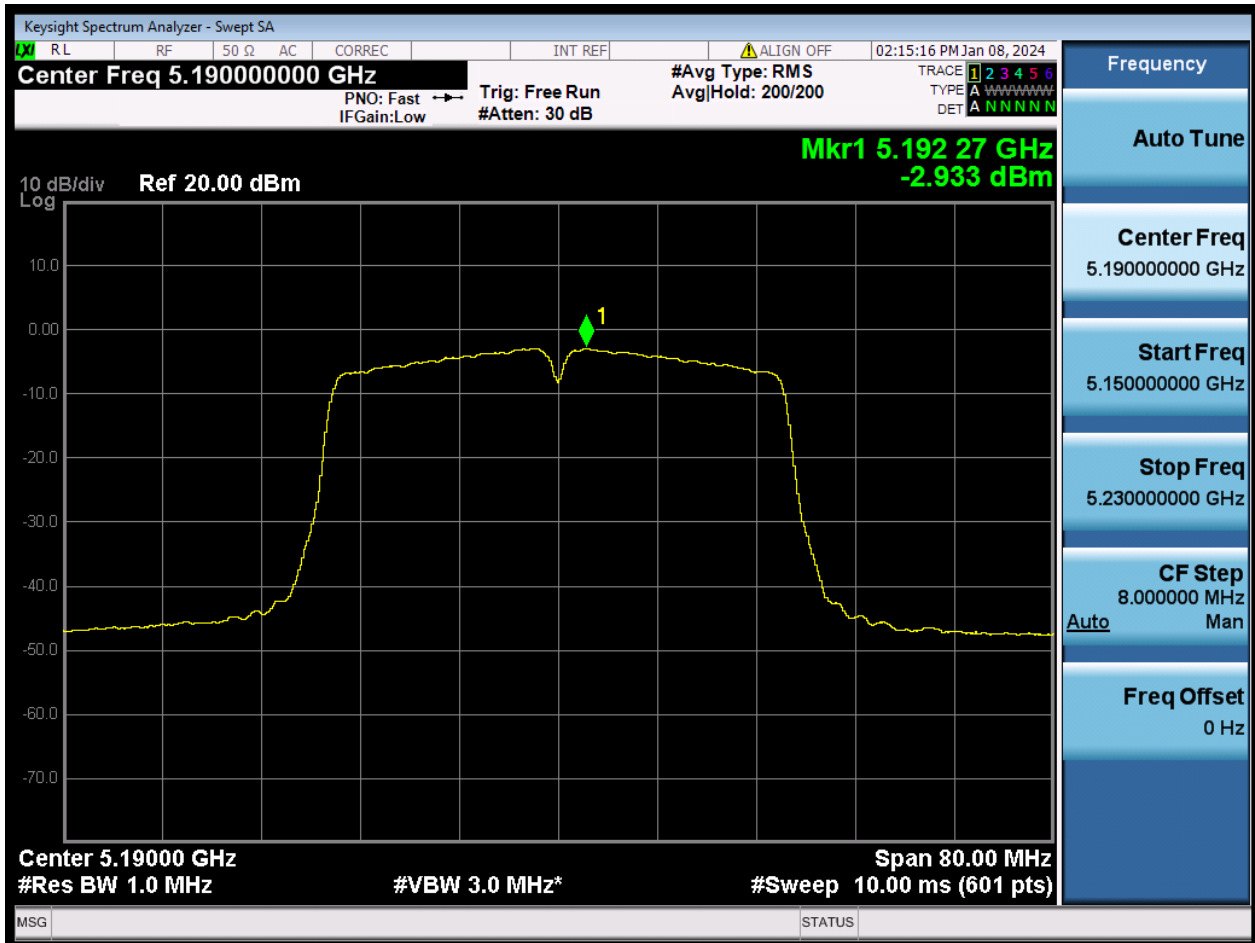 Keysight Spectrum Analyzer - Swept SA
LXI RL RF 50 Ω AC CORREC INT REF ALIGN OFF 02:15:16 PM Jan 08, 2024
Center Freq 5.190000000 GHz
PNO: Fast
IFGain:Low
Trig: Free Run
#Atten: 30 dB
#Avg Type: RMS
Avg|Hold: 200/200
TRACE 1 2 3 4 5 6
TYPE A WWWWW
DET A N N N N N
Mkr1 5.192 27 GHz
-2.933 dBm
10 dB/div Ref 20.00 dBm
Log
1
10.0
0.00
-10.0
-20.0
-30.0
-40.0
-50.0
-60.0
-70.0
Center 5.19000 GHz Span 80.00 MHz
#Res BW 1.0 MHz #VBW 3.0 MHz* #Sweep 10.00 ms (601 pts)
MSG STATUS
Frequency
Auto Tune
Center Freq
5.190000000 GHz
Start Freq
5.150000000 GHz
Stop Freq
5.230000000 GHz
CF Step
8.000000 MHz
Auto Man
Freq Offset
0 Hz